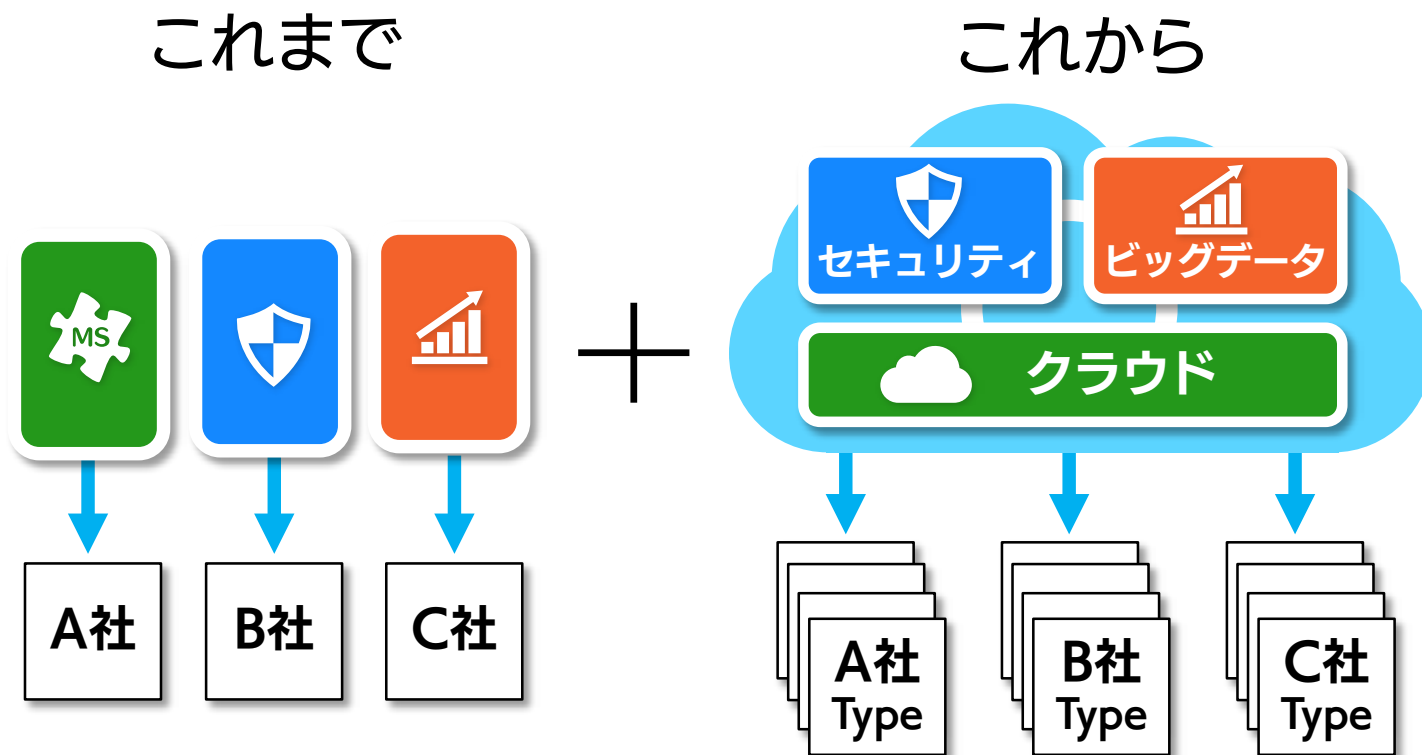 これまで
これから
MS
セキュリティ
ビッグデータ
クラウド
A社
B社
C社
A社
Type
B社
Type
C社
Type